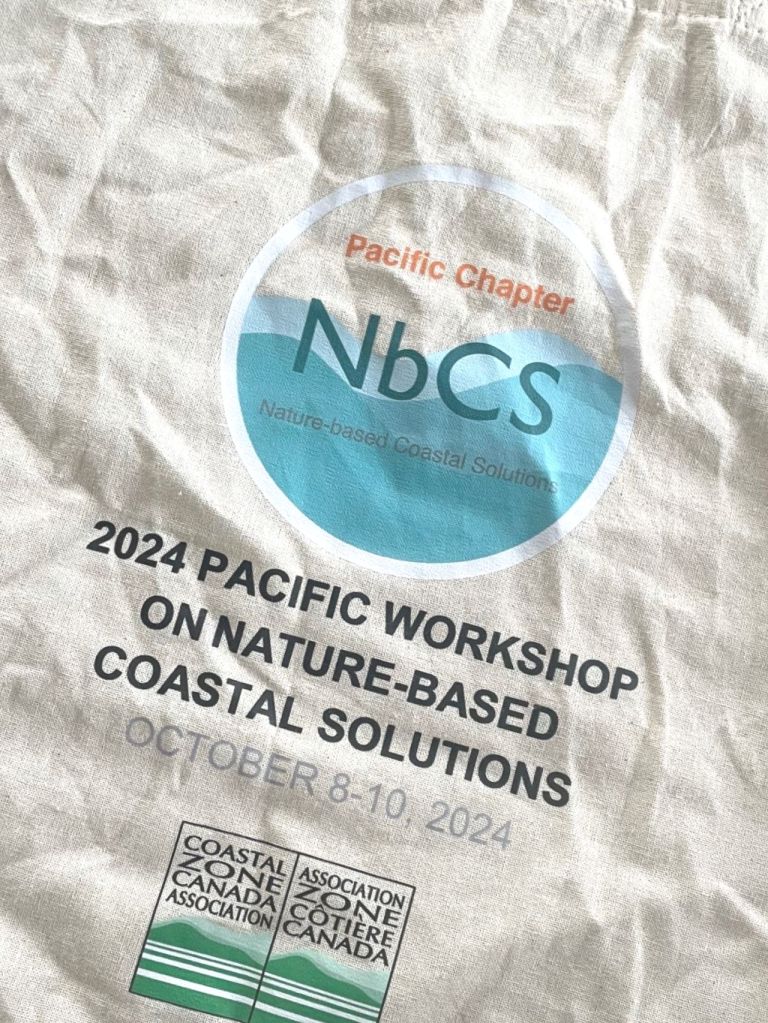 Pacific Chapter
NbCS
Nature-based Coastal Solutions
2024 PACIFIC WORKSHOP
ON NATURE-BASED
COASTAL SOLUTIONS
OCTOBER 8-10, 2024
COASTAL
ZONE
CANADA
ASSOCIATION
ASSOCIATION
ZONE
CÔTIÈRE
CANADA